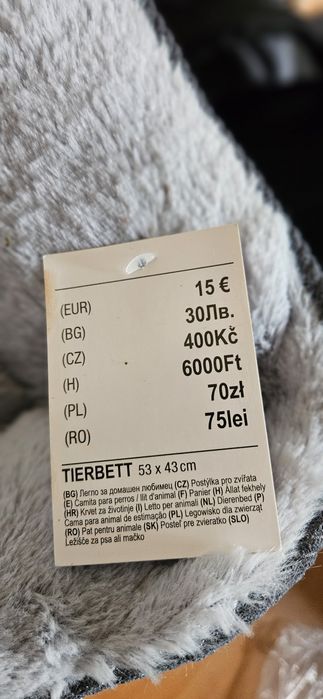 (EUR) 15 €
(BG) 30Лв.
(CZ) 400Kč
(H) 6000Ft
(PL) 70zł
(RO) 75lei
TIERBETT 53 x 43 cm
(BG) Легло за домашен любимец (CZ) Postýlka pro zvířata
(E) Camita para perros / llit d'animal (F) Panier (H) Állat fekhely
(HR) Krvet za životinje (I) Letto per animali (NL) Dierenbed (P)
Cama para animal de estimação (PL) Legowisko dla zwierząt
(RO) Pat pentru animale (SK) Posteľ pre zvieratko (SLO)
Ležišče za psa ali mačko